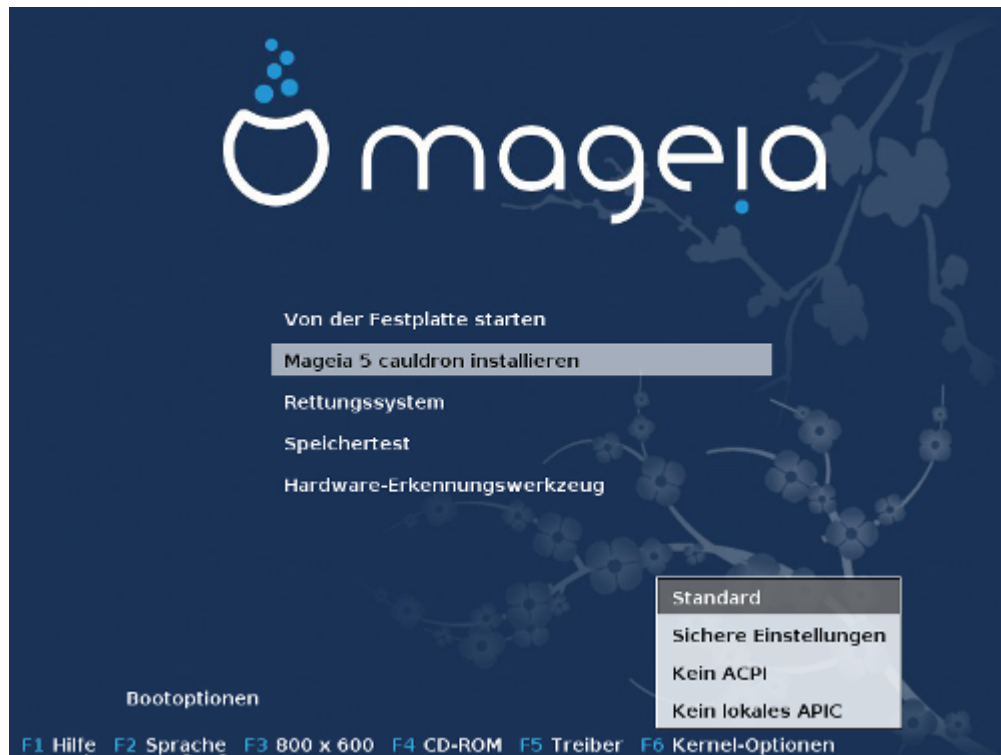 mageia
Von der Festplatte starten
Mageia 5 cauldron installieren
Rettungssystem
Speichertest
Hardware-Erkennungswerkzeug
Standard
Sichere Einstellungen
Kein ACPI
Kein lokales APIC
Bootoptionen
F1 Hilfe F2 Sprache F3 800 x 600 F4 CD-ROM F5 Treiber F6 Kernel-Optionen